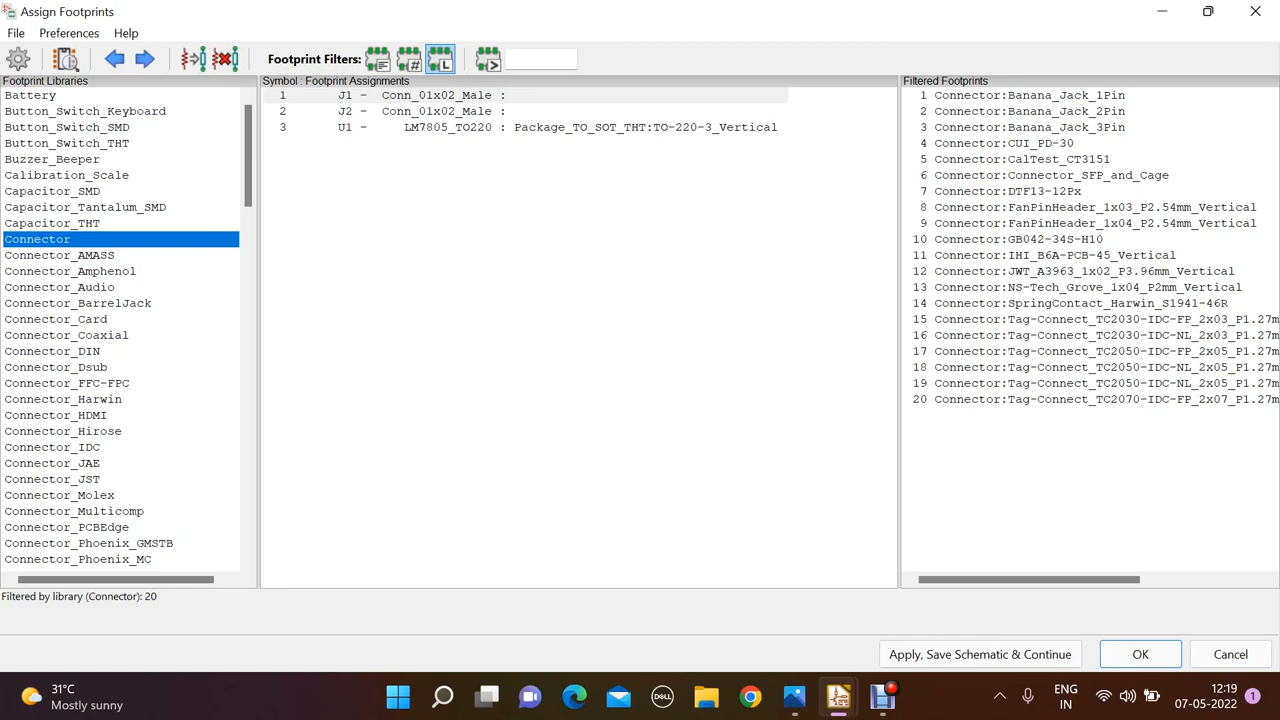 Assign Footprints
File Preferences Help
Footprint Filters:
Footprint Libraries
Battery
Button_Switch_Keyboard
Button_Switch_SMD
Button_Switch_THT
Buzzer_Beeper
Calibration_Scale
Capacitor_SMD
Capacitor_Tantalum_SMD
Capacitor_THT
Connector
Connector_AMASS
Connector_Amphenol
Connector_Audio
Connector_BarrelJack
Connector_Card
Connector_Coaxial
Connector_DIN
Connector_Dsub
Connector_FFC-FPC
Connector_Harwin
Connector_HDMI
Connector_Hirose
Connector_IDC
Connector_JAE
Connector_JST
Connector_Molex
Connector_Multicomp
Connector_PCBEdge
Connector_Phoenix_GMSTB
Connector_Phoenix_MC
Symbol : Footprint Assignments
1 J1 - Conn_01x02_Male :
2 J2 - Conn_01x02_Male :
3 U1 - LM7805_TO220 : Package_TO_SOT_THT:TO-220-3_Vertical
Filtered Footprints
1 Connector:Banana_Jack_1Pin
2 Connector:Banana_Jack_2Pin
3 Connector:Banana_Jack_3Pin
4 Connector:CUI_PD-30
5 Connector:CalTest_CT3151
6 Connector:Connector_SFP_and_Cage
7 Connector:DTF13-12Px
8 Connector:FanPinHeader_1x03_P2.54mm_Vertical
9 Connector:FanPinHeader_1x04_P2.54mm_Vertical
10 Connector:GB042-34S-H10
11 Connector:IHI_B6A-PCB-45_Vertical
12 Connector:JWT_A3963_1x02_P3.96mm_Vertical
13 Connector:NS-Tech_Grove_1x04_P2mm_Vertical
14 Connector:SpringContact_Harwin_S1941-46R
15 Connector:Tag-Connect_TC2030-IDC-FP_2x03_P1.27m
16 Connector:Tag-Connect_TC2030-IDC-NL_2x03_P1.27m
17 Connector:Tag-Connect_TC2050-IDC-FP_2x05_P1.27m
18 Connector:Tag-Connect_TC2050-IDC-NL_2x05_P1.27m
19 Connector:Tag-Connect_TC2050-IDC-NL_2x05_P1.27m
20 Connector:Tag-Connect_TC2070-IDC-FP_2x07_P1.27m
Filtered by library (Connector): 20
Apply, Save Schematic & Continue
OK
Cancel
31°C
Mostly sunny
DELL
ENG
IN
12:19
07-05-2022
1